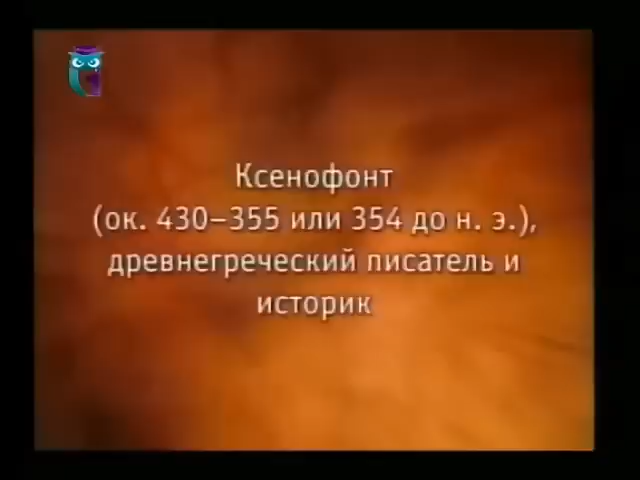 Ксенофонт
(ок. 430–355 или 354 до н. э.),
древнегреческий писатель и
историк